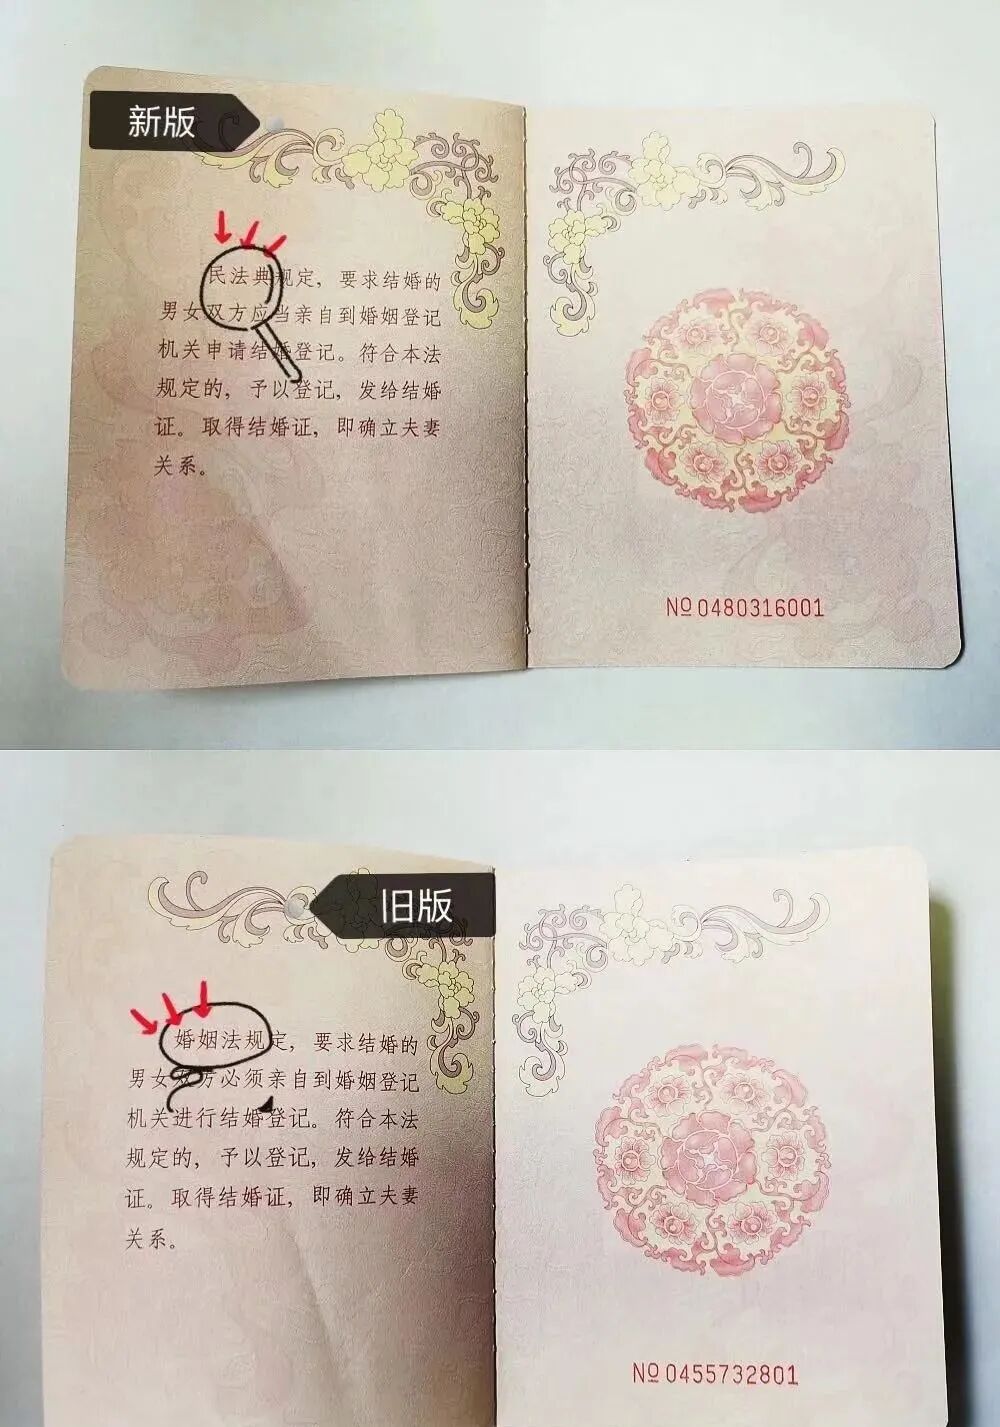 新版
民法典规定，要求结婚的
男女双方应当亲自到婚姻登记
机关申请结婚登记。符合本法
规定的，予以登记，发给结婚
证。取得结婚证，即确立夫妻
关系。
№0480316001
旧版
婚姻法规定，要求结婚的
男女双方必须亲自到婚姻登记
机关进行结婚登记。符合本法
规定的，予以登记，发给结婚
证。取得结婚证，即确立夫妻
关系。
№0455732801